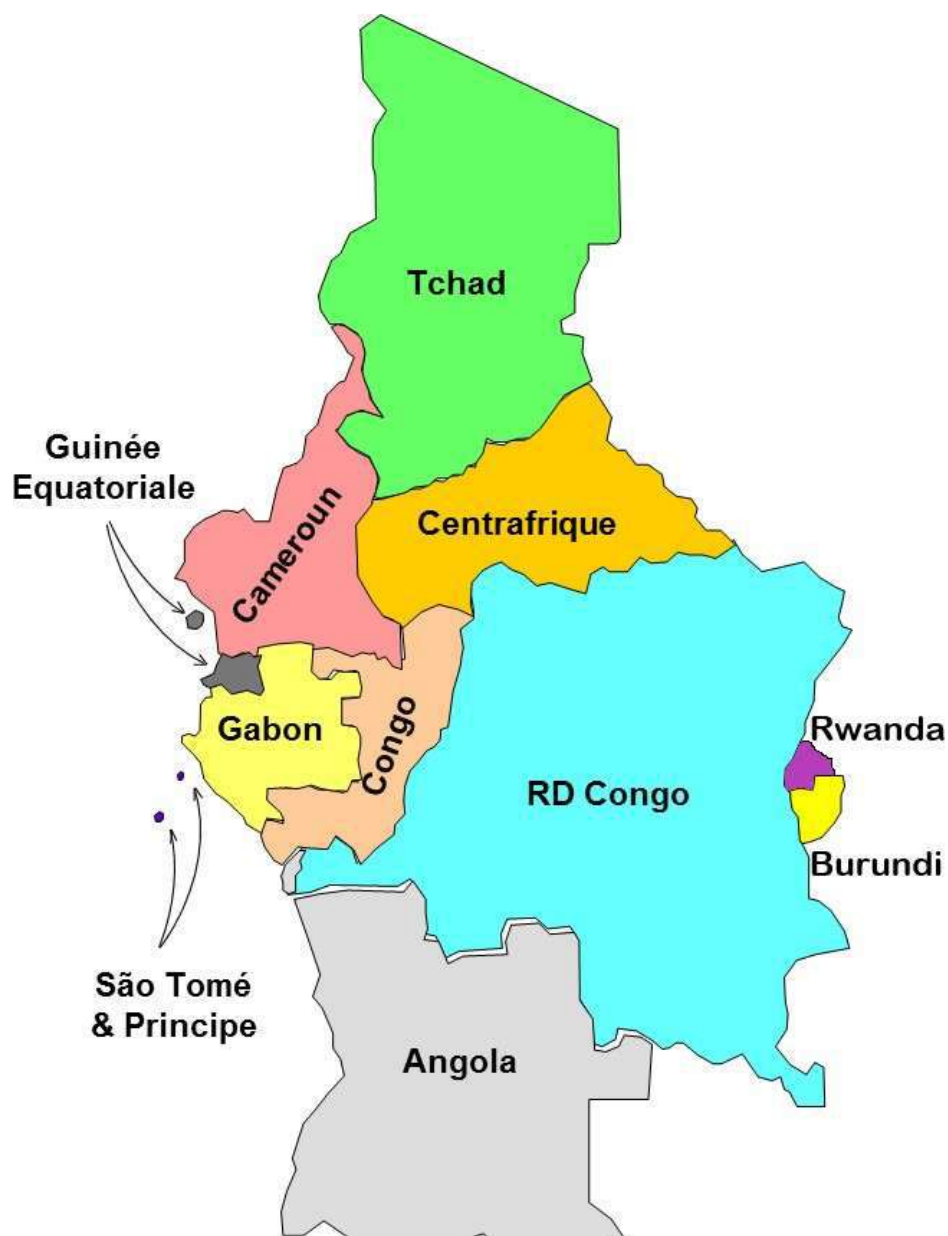 Tchad
Guinée
Equatoriale
Cameroun
Centrafrique
Gabon
Congo
RD Congo
Rwanda
Burundi
São Tomé
& Principe
Angola